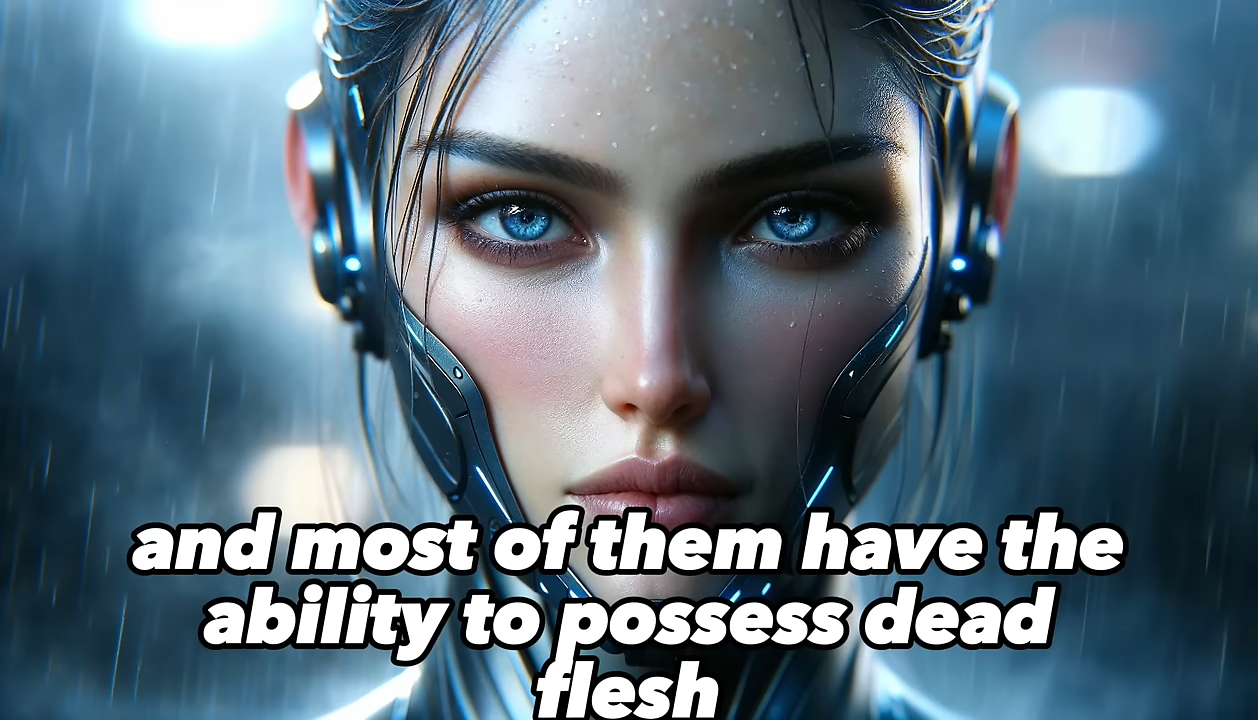 and most of them have the
ability to possess dead
flesh